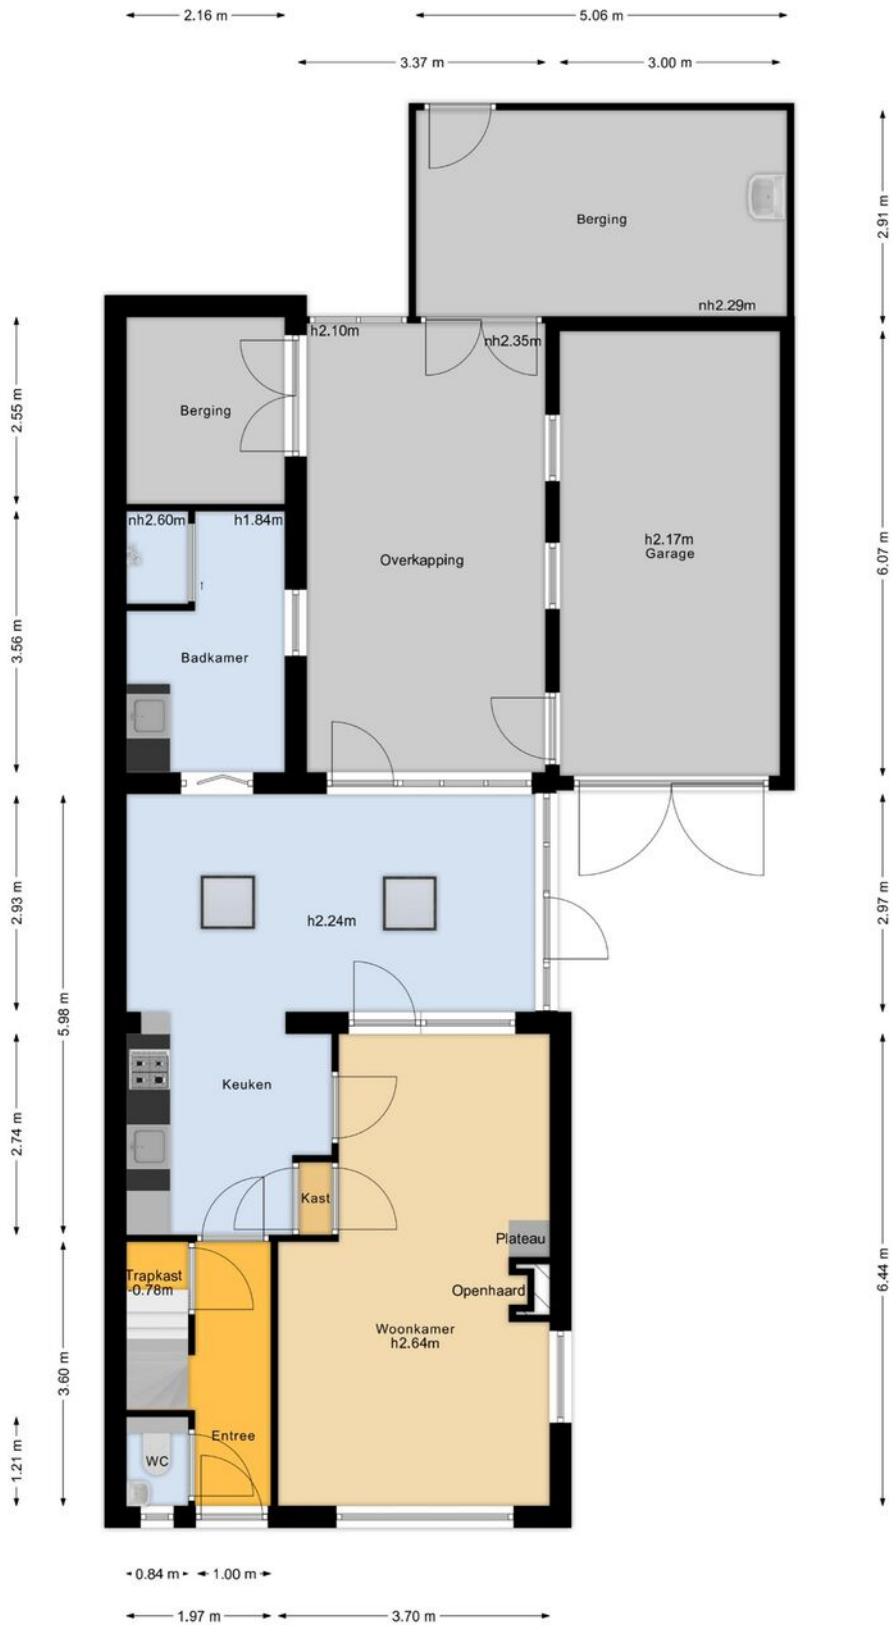 2.16 m
5.06 m
3.37 m
3.00 m
Berging
2.91 m
nh2.29m
h2.10m
nh2.35m
Berging
2.55 m
nh2.60m
h1.84m
h2.17m
Garage
Overkapping
6.07 m
3.56 m
Badkamer
2.93 m
h2.24m
2.97 m
5.98 m
Keuken
2.74 m
Kast
Plateau
Trapkast
-0.78m
Openhaard
Woonkamer
h2.64m
6.44 m
3.60 m
Entree
WC
1.21 m
0.84 m
1.00 m
1.97 m
3.70 m